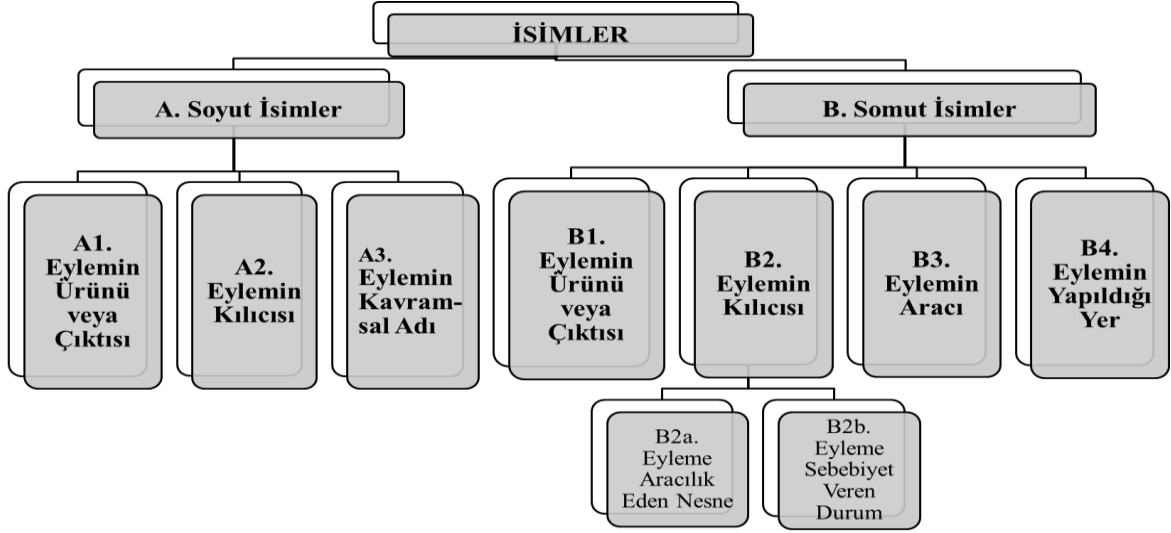 İSİMLER
A. Soyut İsimler
B. Somut İsimler
A1.
Eylemin
Ürünü
veya
Çıktısı
A2.
Eylemin
Kılıcısı
A3.
Eylemin
Kavram-
sal Adı
B1.
Eylemin
Ürünü
veya
Çıktısı
B2.
Eylemin
Kılıcısı
B3.
Eylemin
Aracı
B4.
Eylemin
Yapıldığı
Yer
B2a.
Eyleme
Aracılık
Eden Nesne
B2b.
Eyleme
Sebebiyet
Veren
Durum